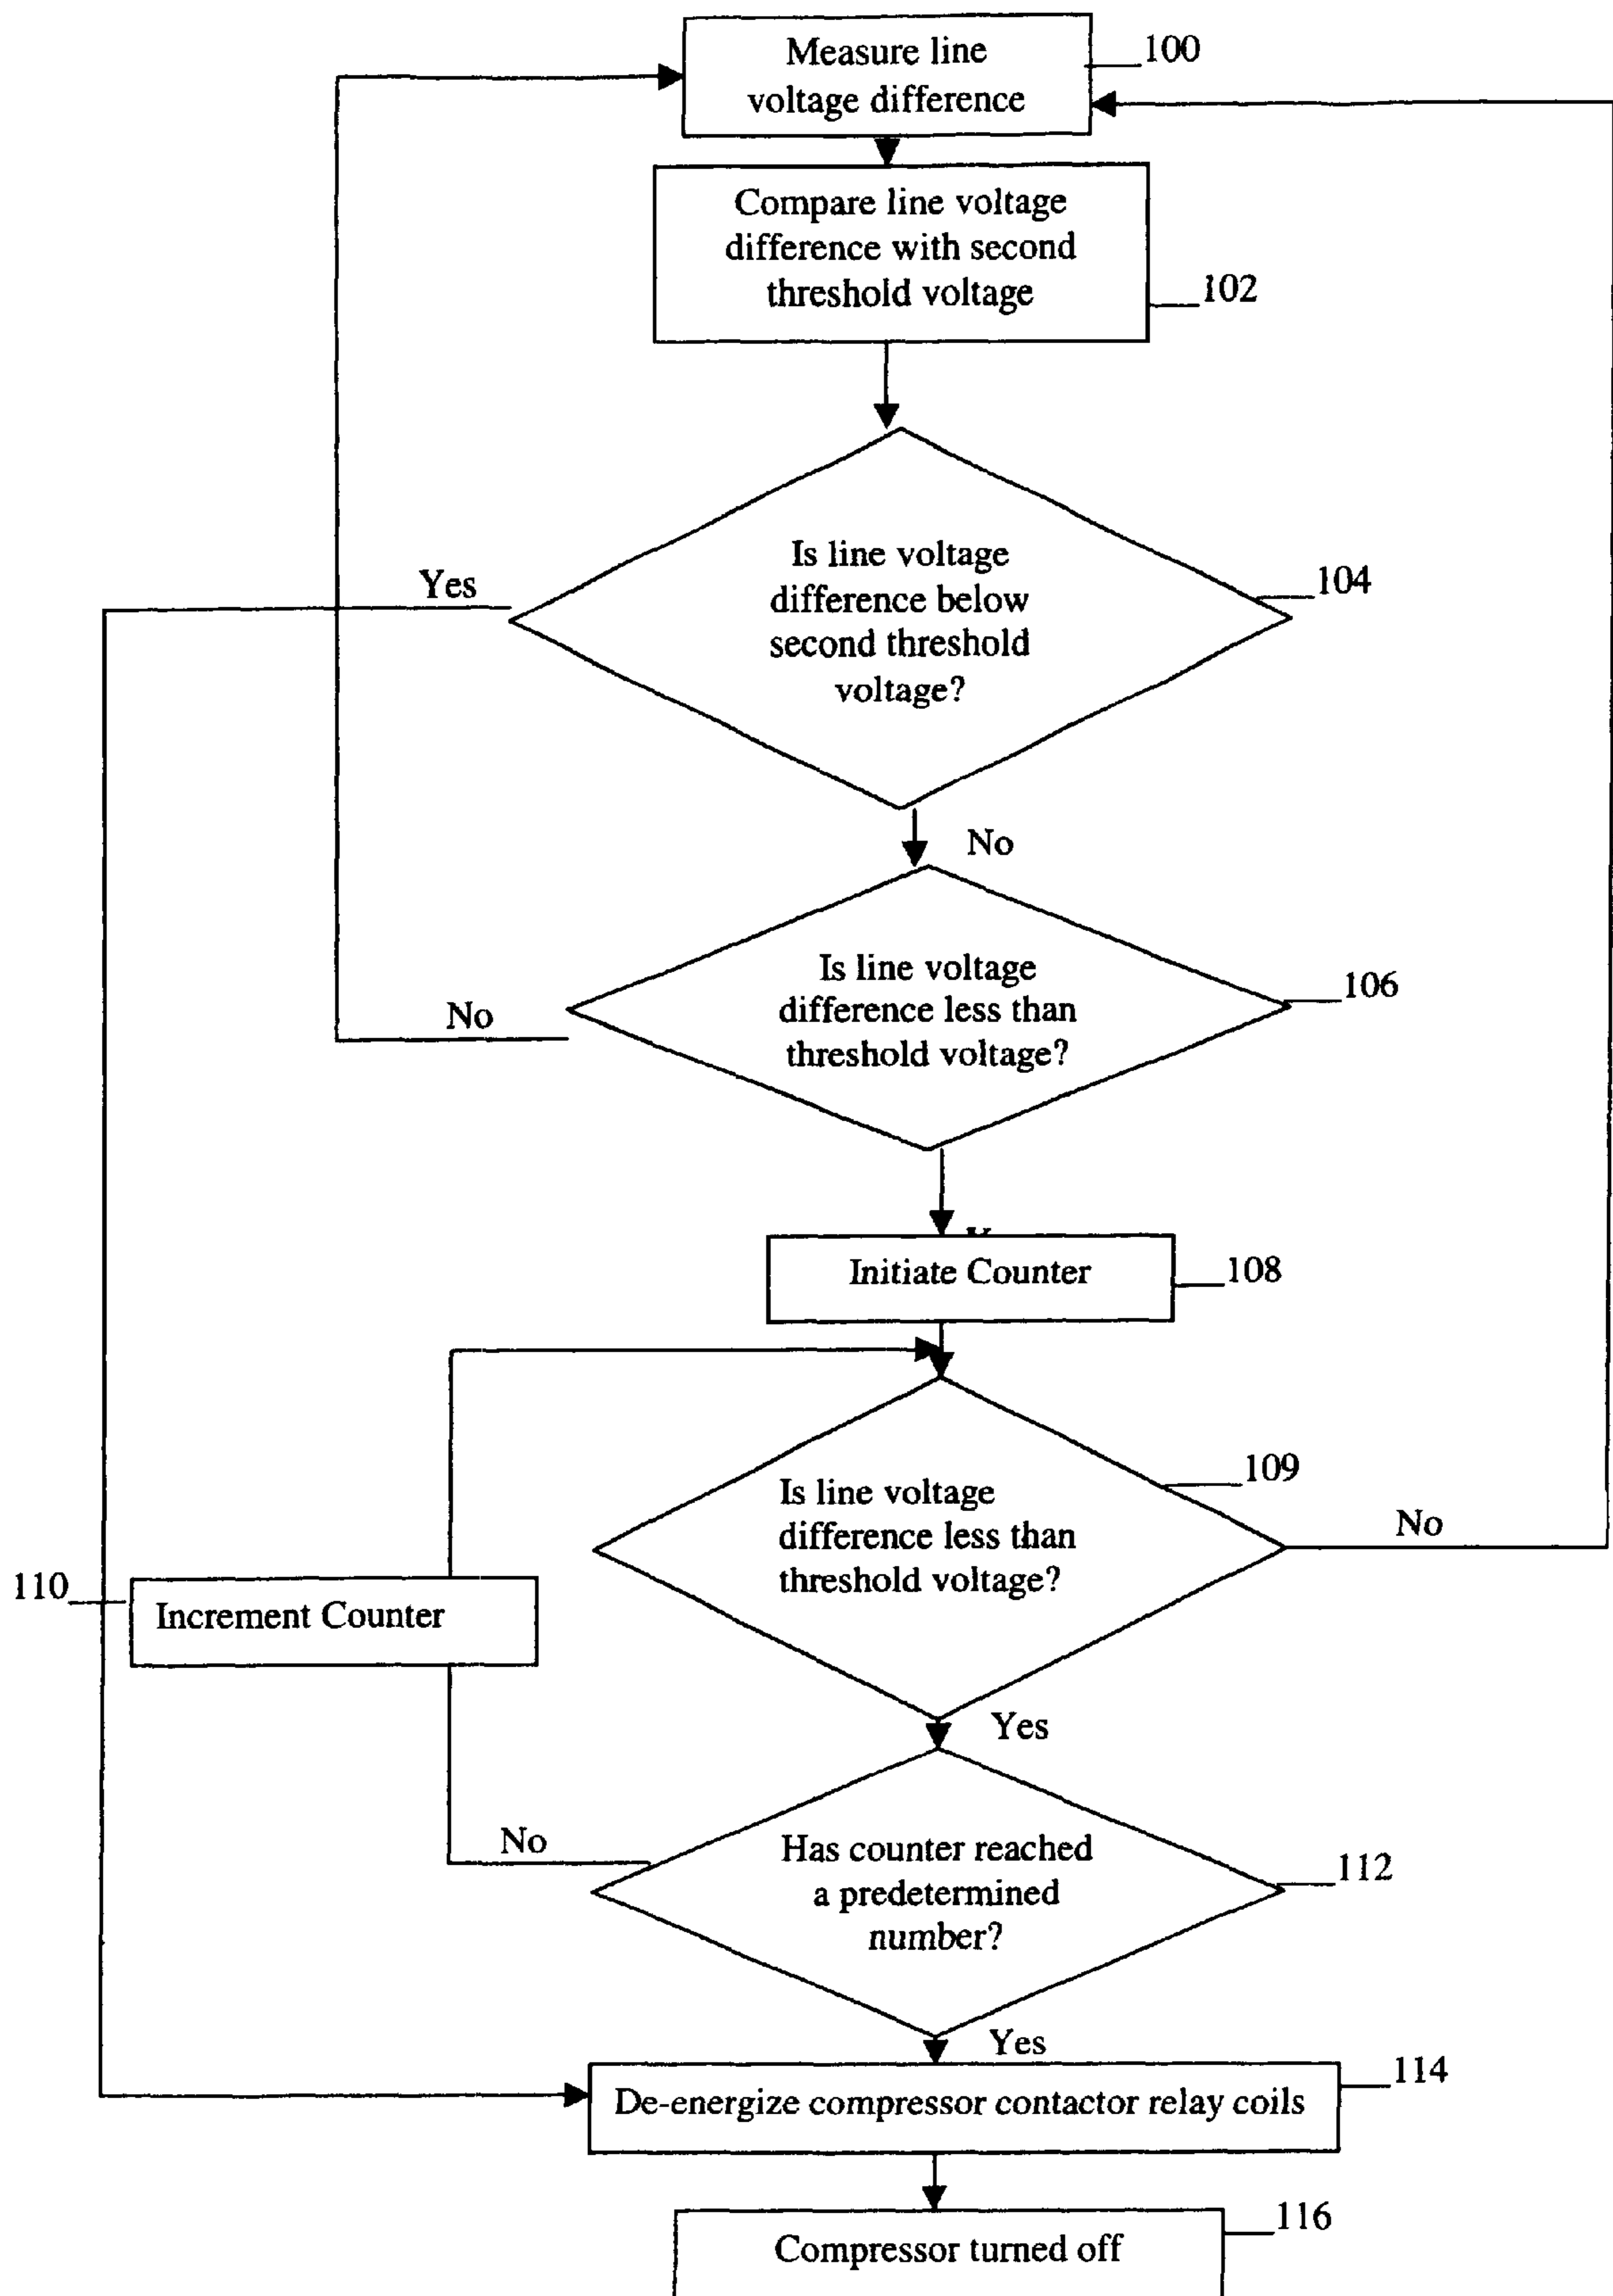 Measure line
voltage difference
100
Compare line voltage
difference with second
threshold voltage
102
Is line voltage
difference below
second threshold
voltage?
104
Yes
No
Is line voltage
difference less than
threshold voltage?
106
No
Initiate Counter
108
Is line voltage
difference less than
threshold voltage?
109
No
110
Increment Counter
Yes
Has counter reached
a predetermined
number?
112
No
Yes
De-energize compressor contactor relay coils
114
Compressor turned off
116